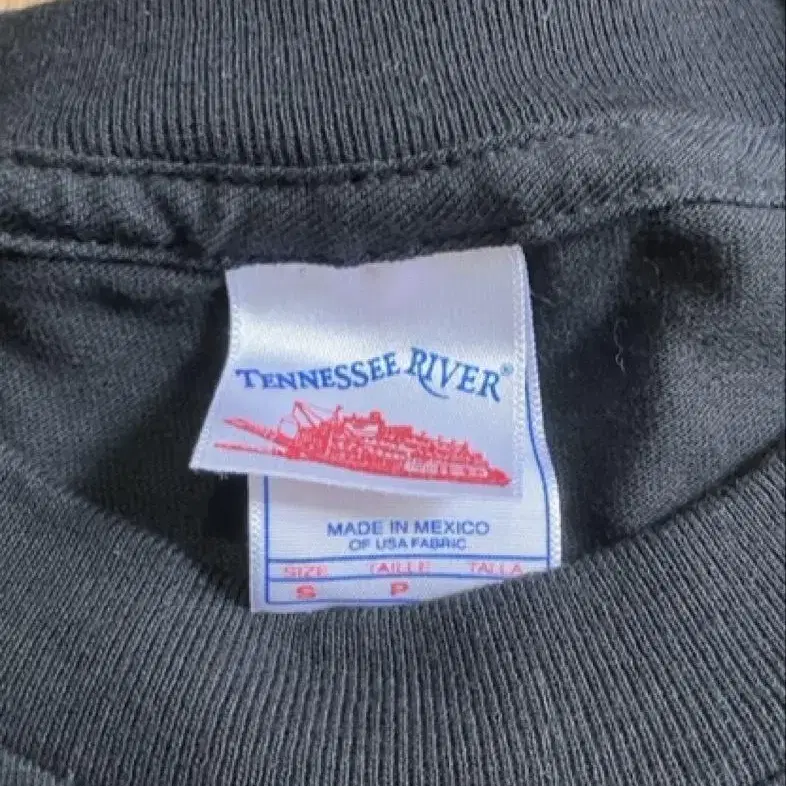 TENNESSEE RIVER®
MADE IN MEXICO
OF USA FABRIC
SIZE TAILLE TALLA
S P